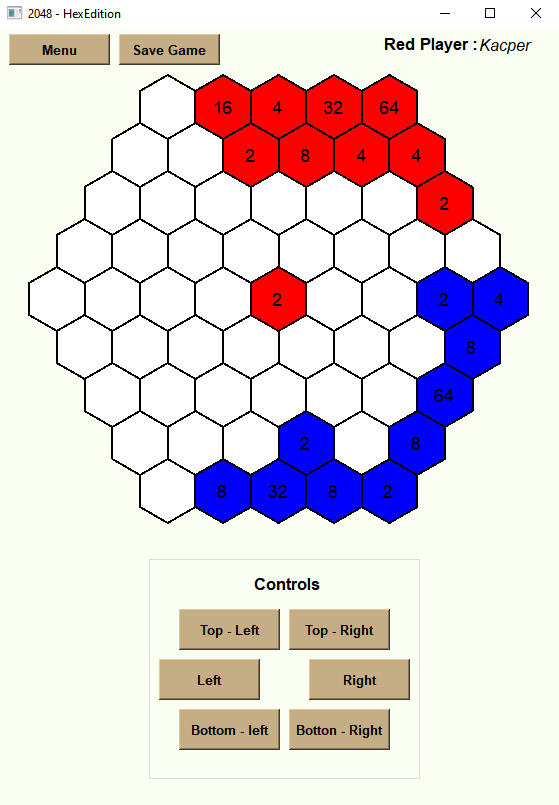 2048 - HexEdition
Menu Save Game Red Player : Kacper
16 4 32 64
2 8 4 4
2
2 2 4
8
64
2 8
8 32 8 2
Controls
Top - Left Top - Right
Left Right
Bottom - left Botton - Right